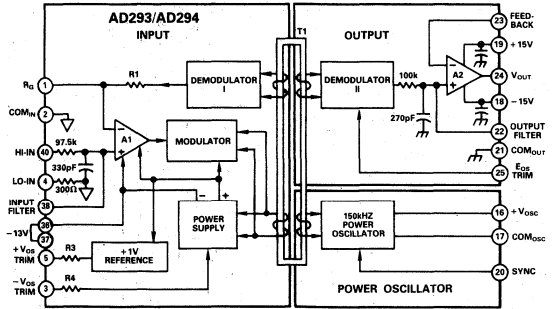 AD293/AD294
INPUT
OUTPUT
T1
FEED-
BACK
23
19
+15V
24
VOUT
18
-15V
22
OUTPUT
FILTER
21
COMOUT
25
EOS
TRIM
16
+VOSC
17
COMOSC
20
SYNC
RG
1
R1
DEMODULATOR
I
DEMODULATOR
II
100k
A2
270pF
COMIN
2
HI-IN
40
97.5k
330pF
LO-IN
4
300Ω
A1
MODULATOR
INPUT
FILTER
38
-13V
36
37
+VOS
TRIM
5
R3
+1V
REFERENCE
-VOS
TRIM
3
R4
- +
POWER
SUPPLY
150kHZ
POWER
OSCILLATOR
POWER OSCILLATOR